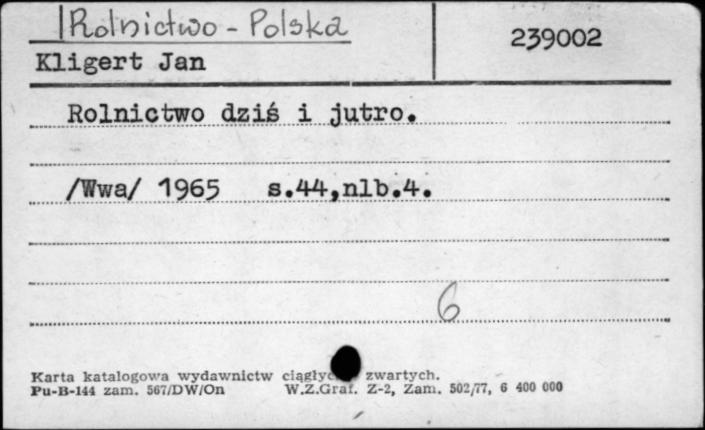 Rolnictwo - Polska
239002
Kligert Jan
Rolnictwo dziś i jutro.
/Wwa/ 1965 s.44,nlb.4.
6
Karta katalogowa wydawnictw zwartych.
Pu-B-144 zam. 567/DW/On W.Z.Graf. Z-2, Zam. 502/77, 6 400 000